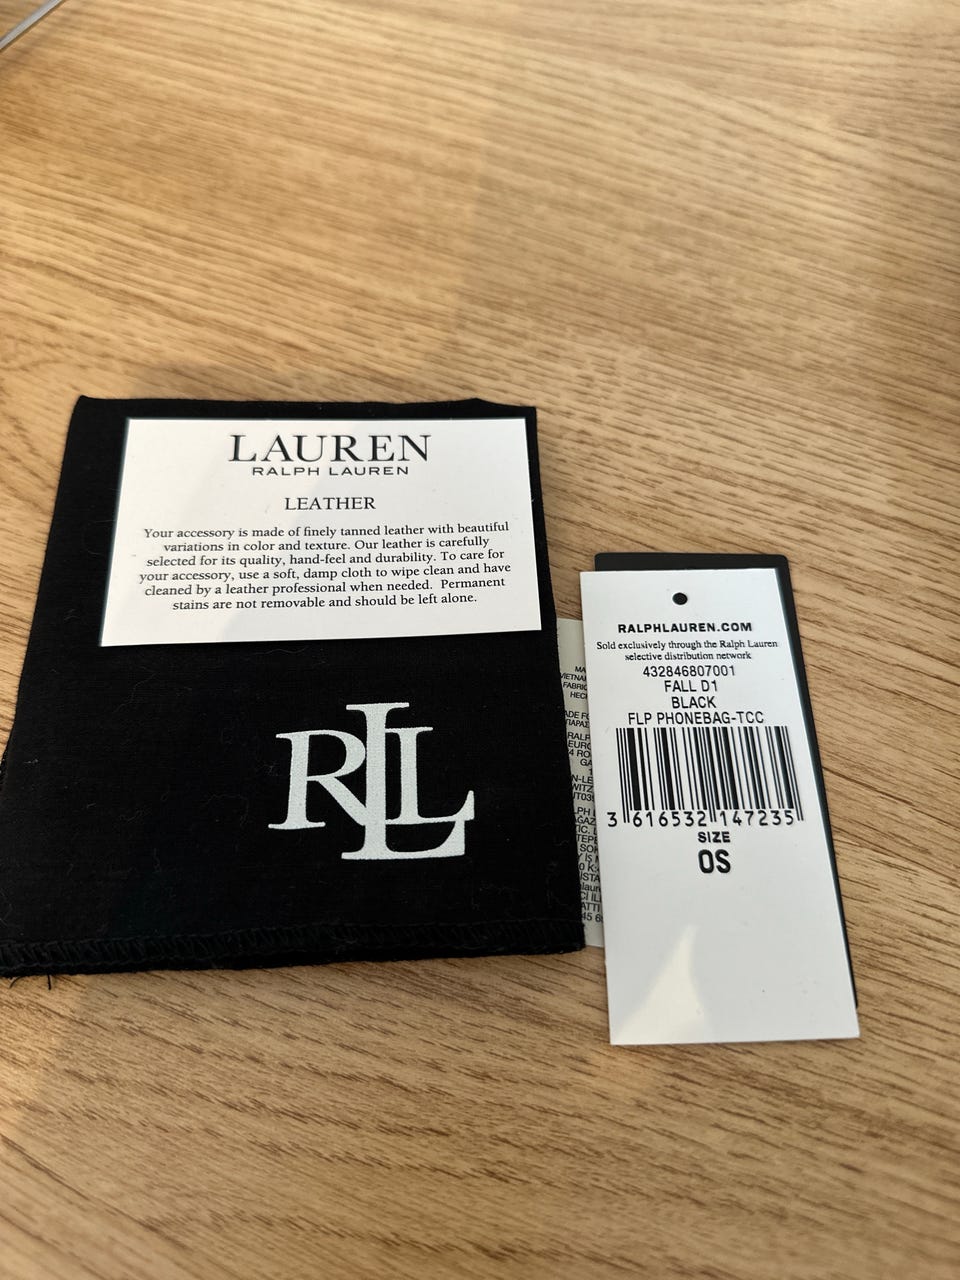 LAUREN
RALPH LAUREN
LEATHER
Your accessory is made of finely tanned leather with beautiful
variations in color and texture. Our leather is carefully
selected for its quality, hand-feel and durability. To care for
your accessory, use a soft, damp cloth to wipe clean and have
cleaned by a leather professional when needed. Permanent
stains are not removable and should be left alone.
RLL
RALPHLAUREN.COM
Sold exclusively through the Ralph Lauren
selective distribution network
432846807001
FALL D1
BLACK
FLP PHONEBAG-TCC
3 616532 147235
SIZE
OS